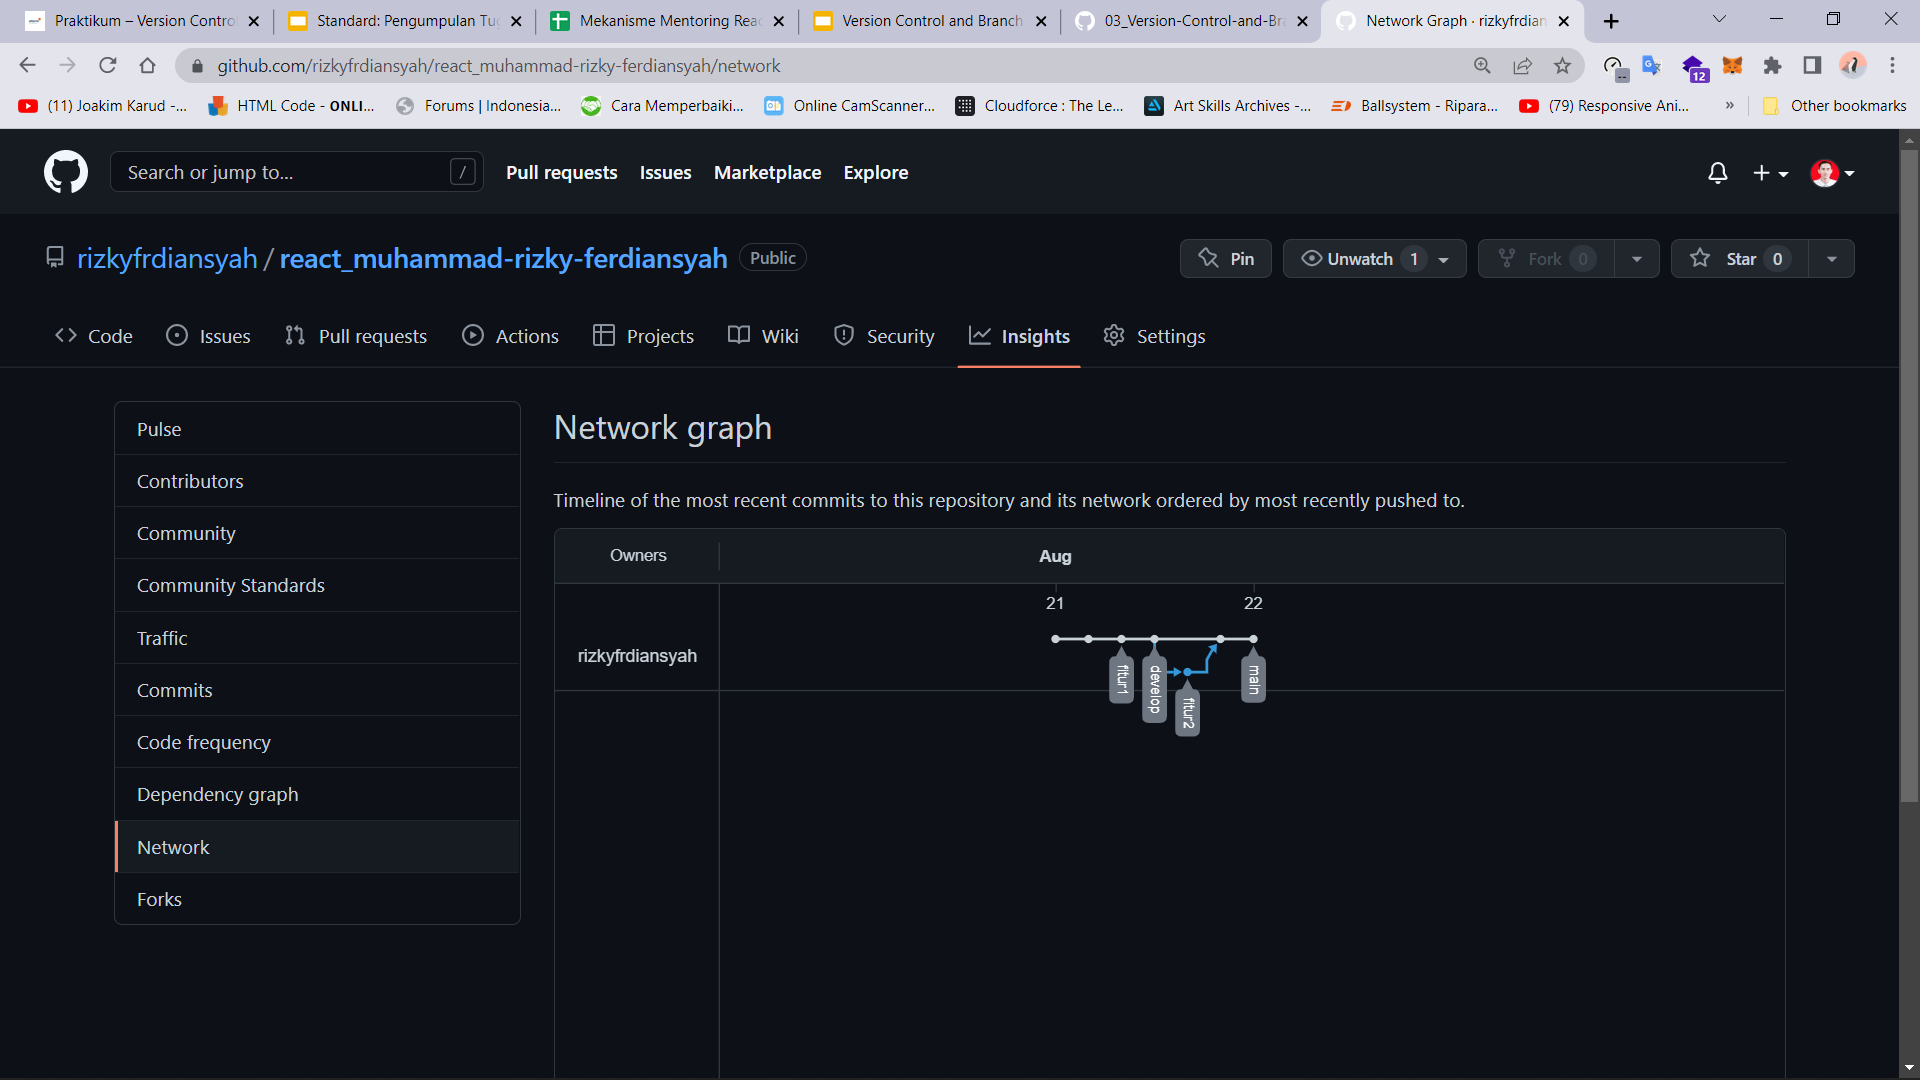 Praktikum – Version Contro
Standard: Pengumpulan Tu
Mekanisme Mentoring Rea
Version Control and Branch
03_Version-Control-and-Br
Network Graph · rizkyfrdian
github.com/rizkyfrdiansyah/react_muhammad-rizky-ferdiansyah/network
12
(11) Joakim Karud -...
HTML Code - ONLI...
Forums | Indonesia...
Cara Memperbaiki...
Online CamScanner...
Cloudforce : The Le...
Art Skills Archives -...
Ballsystem - Ripara...
(79) Responsive Ani...
»
Other bookmarks
Search or jump to...
/
Pull requests
Issues
Marketplace
Explore
rizkyfrdiansyah / react_muhammad-rizky-ferdiansyah
Public
Pin
Unwatch 1
Fork 0
Star 0
Code
Issues
Pull requests
Actions
Projects
Wiki
Security
Insights
Settings
Pulse
Contributors
Community
Community Standards
Traffic
Commits
Code frequency
Dependency graph
Network
Forks
Network graph
Timeline of the most recent commits to this repository and its network ordered by most recently pushed to.
Owners
Aug
21
22
rizkyfrdiansyah
fitur1
develop
fitur2
main